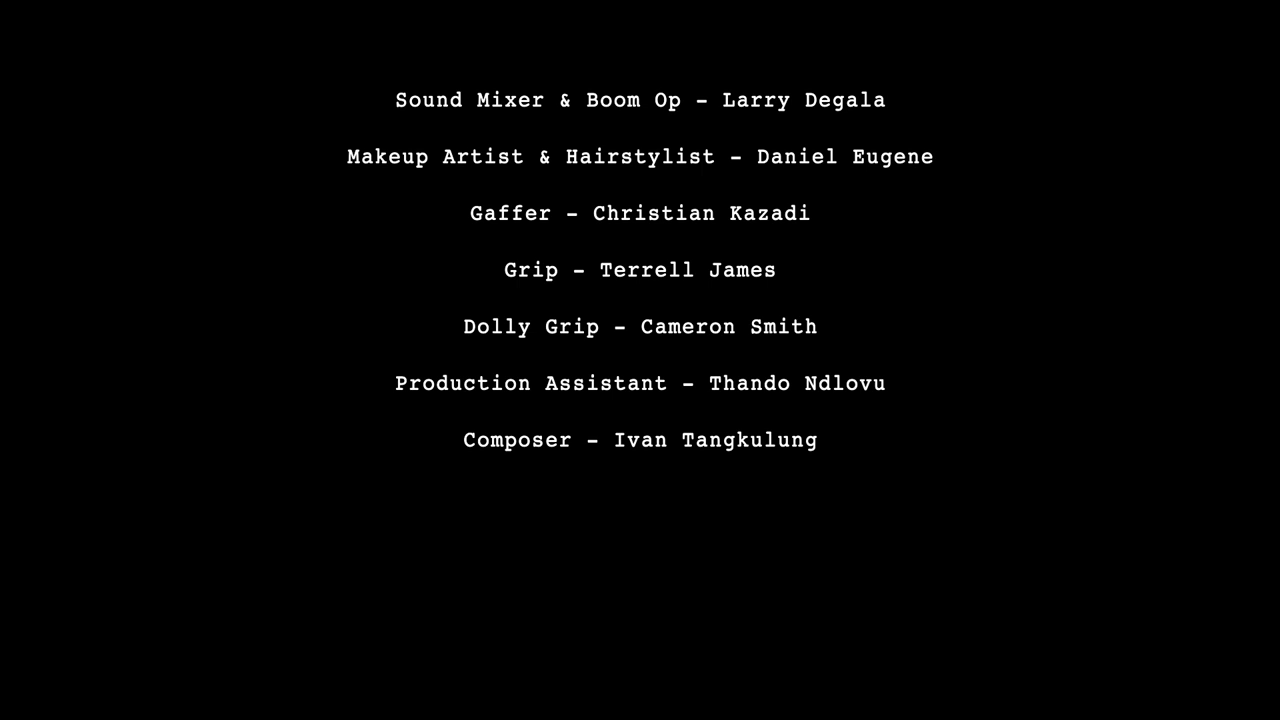 Sound Mixer & Boom Op - Larry Degala
Makeup Artist & Hairstylist - Daniel Eugene
Gaffer - Christian Kazadi
Grip - Terrell James
Dolly Grip - Cameron Smith
Production Assistant - Thando Ndlovu
Composer - Ivan Tangkulung